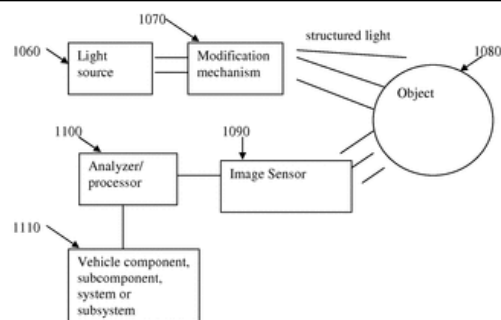 1070
structured light
1060
1080
Light
source
Modification
mechanism
Object
1100
1090
Analyzer/
processor
Image Sensor
1110
Vehicle component,
subcomponent,
system or
subsystem